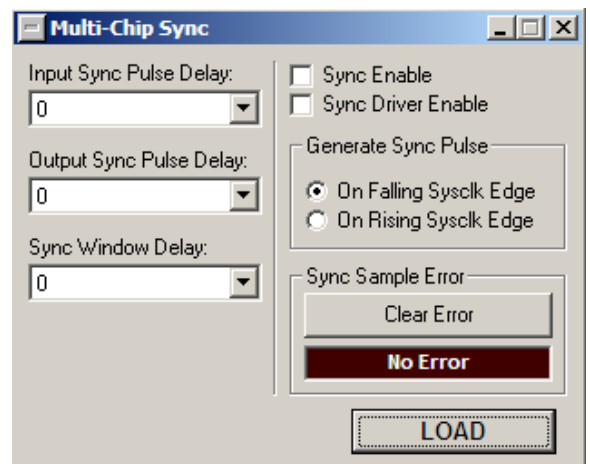 Multi-Chip Sync
Input Sync Pulse Delay:
0
Output Sync Pulse Delay:
0
Sync Window Delay:
0
Sync Enable
Sync Driver Enable
Generate Sync Pulse
On Falling Sysclk Edge
On Rising Sysclk Edge
Sync Sample Error
Clear Error
No Error
LOAD